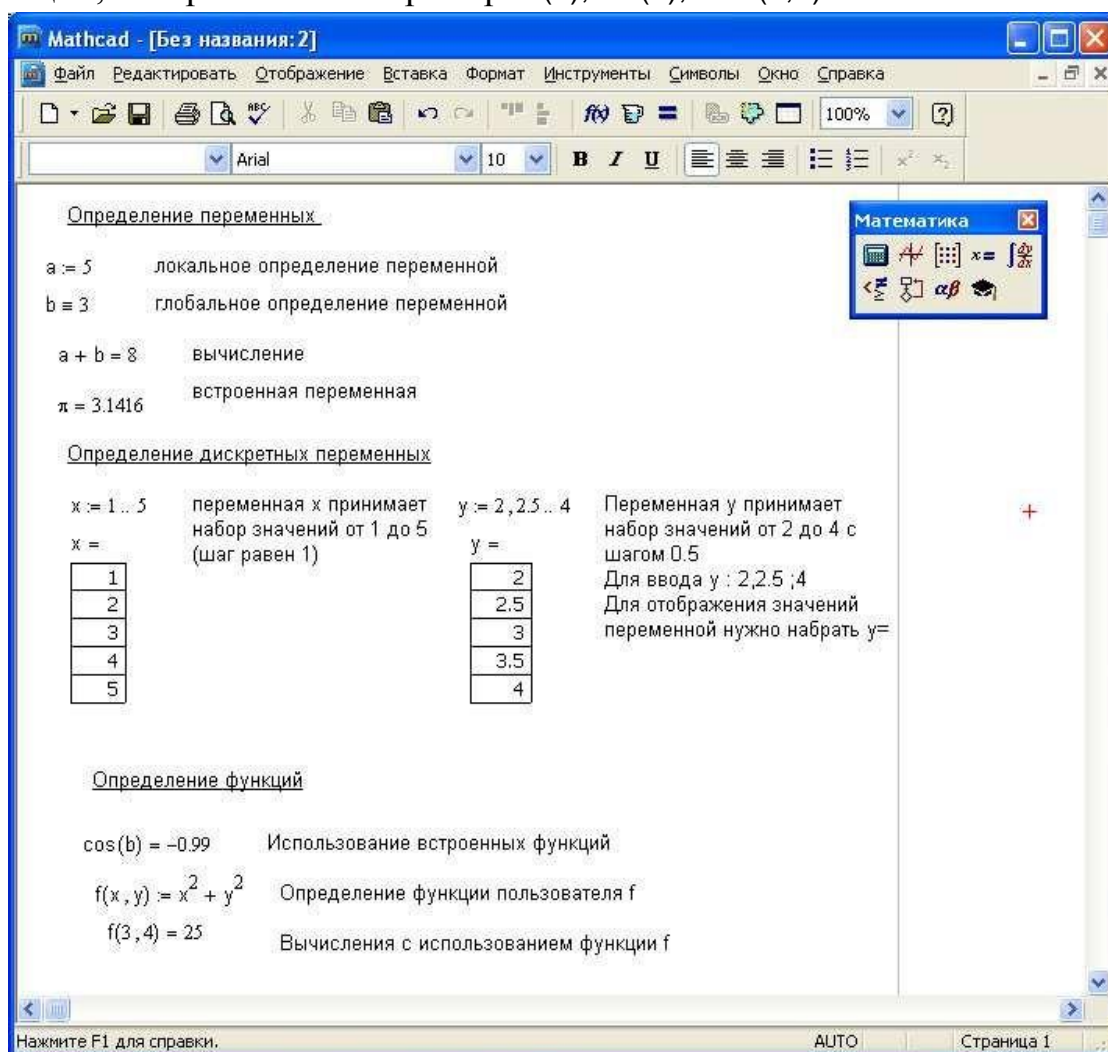 Mathcad - [Без названия:2]
Файл Редактировать Отображение Вставка Формат Инструменты Символы Окно Справка
100%
Arial 10 B I U
Определение переменных
Математика
a := 5 локальное определение переменной
b ≡ 3 глобальное определение переменной
a + b = 8 вычисление
π = 3.1416 встроенная переменная
Определение дискретных переменных
x := 1 .. 5 переменная x принимает
набор значений от 1 до 5
(шаг равен 1)
x =
1
2
3
4
5
y := 2 , 2.5 .. 4 Переменная y принимает
набор значений от 2 до 4 с
шагом 0.5
Для ввода y : 2,2.5 ;4
Для отображения значений
переменной нужно набрать y=
y =
2
2.5
3
3.5
4
Определение функций
cos(b) = -0.99 Использование встроенных функций
f(x , y) := x² + y² Определение функции пользователя f
f(3 , 4) = 25 Вычисления с использованием функции f
Нажмите F1 для справки. AUTO Страница 1